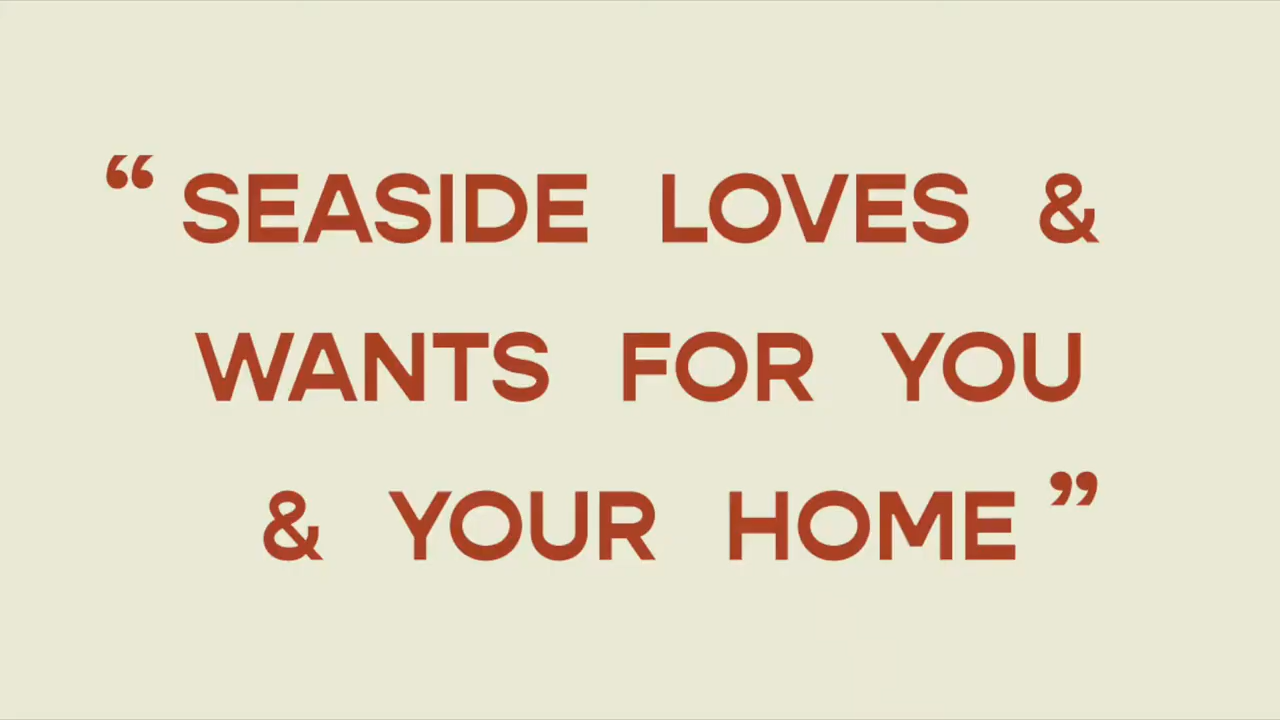 “ SEASIDE LOVES &
WANTS FOR YOU
& YOUR HOME ”